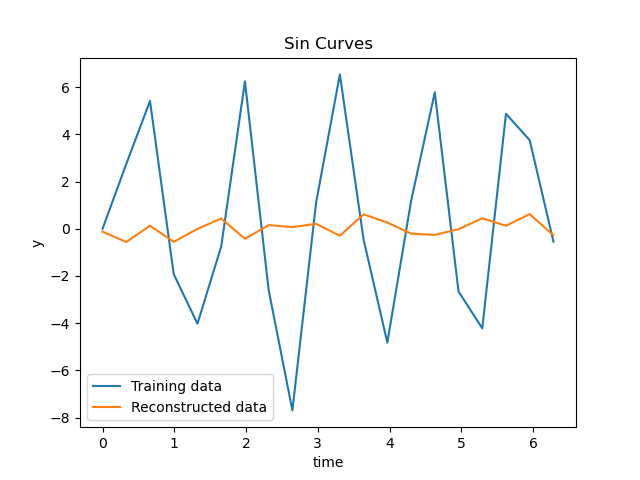 Sin Curves
y
6
4
2
0
−2
−4
−6
−8
Training data
Reconstructed data
0 1 2 3 4 5 6
time